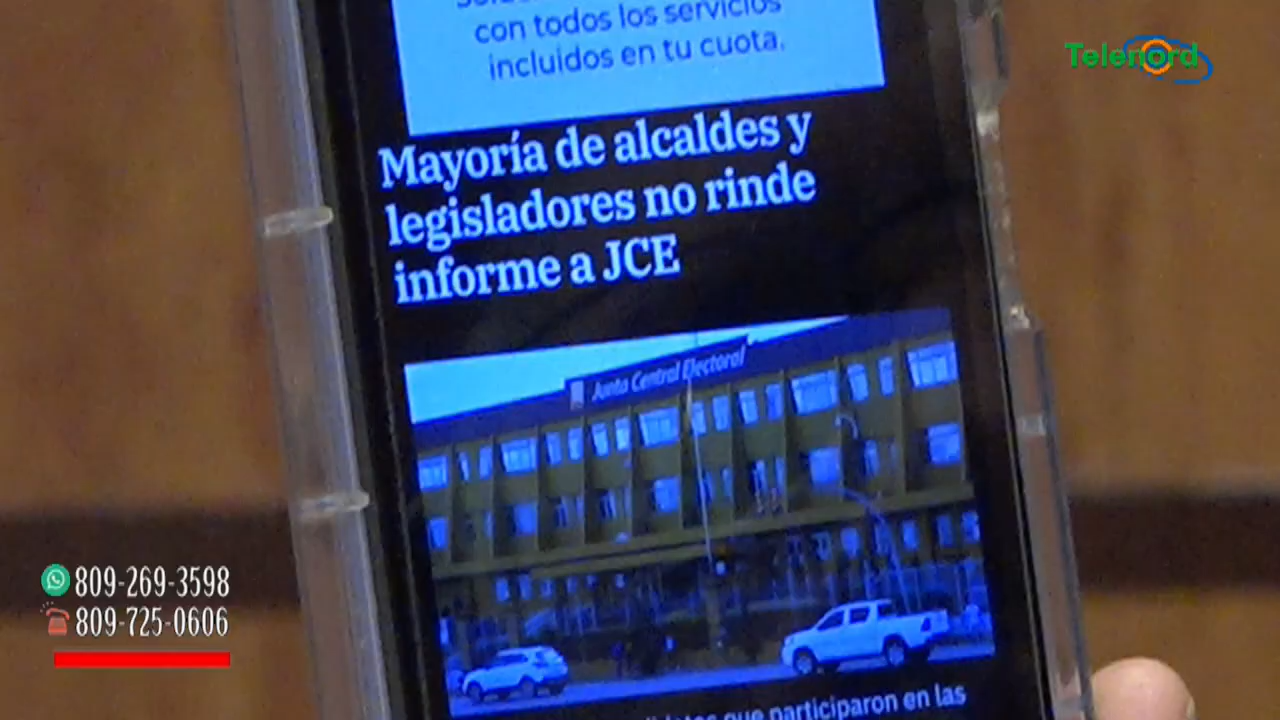 con todos los servicios
incluidos en tu cuota.
Telenord
Mayoría de alcaldes y
legisladores no rinde
informe a JCE
Junta Central Electoral
809-269-3598
809-725-0606
que participaron en las